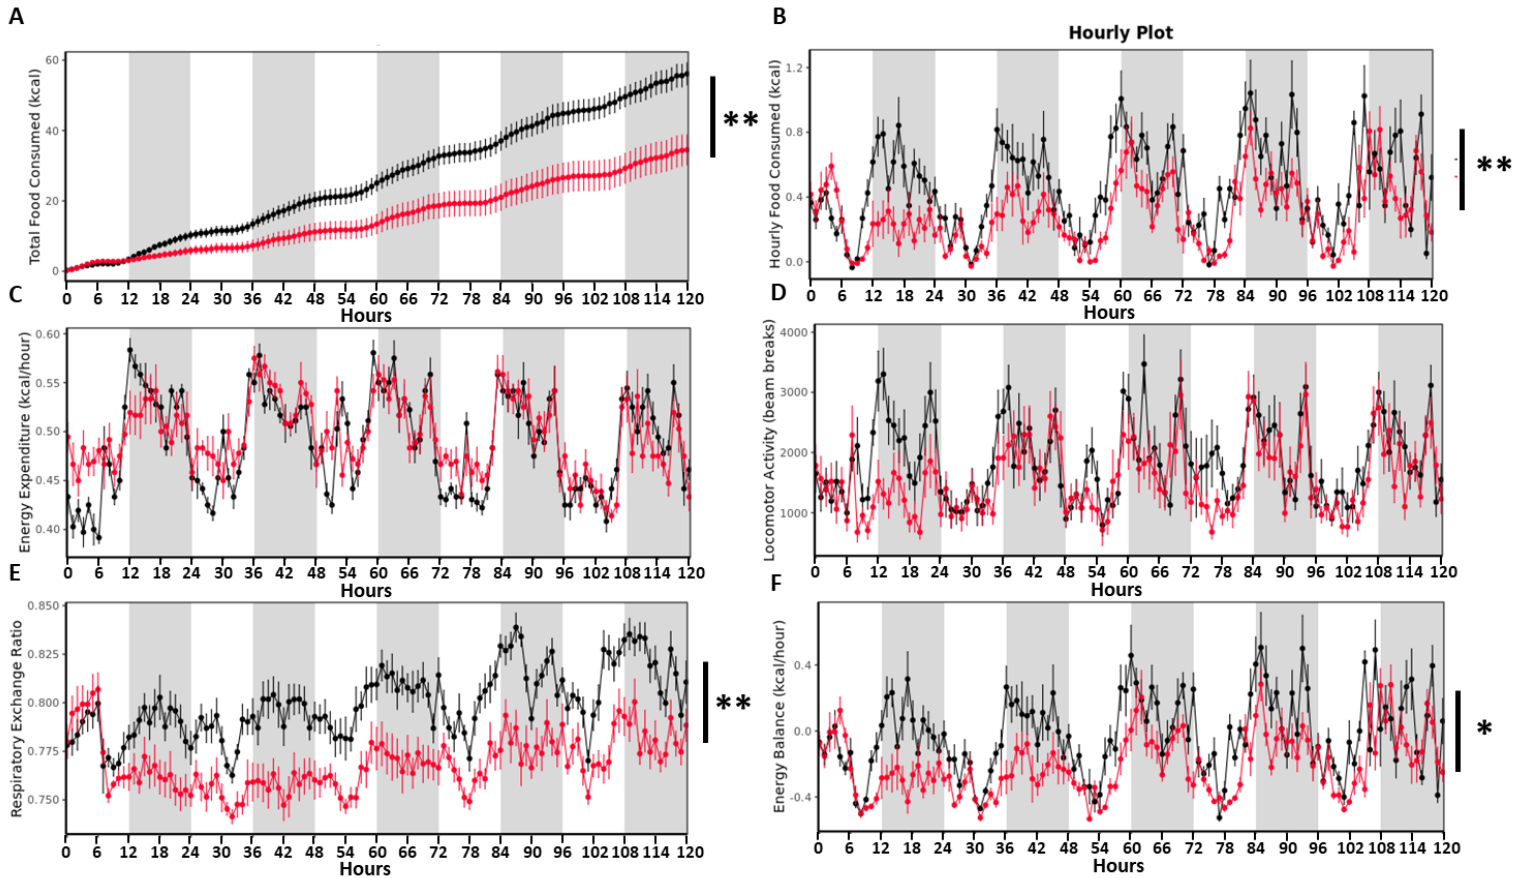 A
Total Food Consumed (kcal)
60
40
20
0
0 6 12 18 24 30 36 42 48 54 60 66 72 78 84 90 96 102 108 114 120
Hours
**
B
Hourly Plot
Hourly Food Consumed (kcal)
1.2
0.8
0.4
0.0
0 6 12 18 24 30 36 42 48 54 60 66 72 78 84 90 96 102 108 114 120
Hours
**
C
Energy Expenditure (kcal/hour)
0.60
0.55
0.50
0.45
0.40
0 6 12 18 24 30 36 42 48 54 60 66 72 78 84 90 96 102 108 114 120
Hours
D
Locomotor Activity (beam breaks)
4000
3000
2000
1000
0 6 12 18 24 30 36 42 48 54 60 66 72 78 84 90 96 102 108 114 120
Hours
E
Respiratory Exchange Ratio
0.850
0.825
0.800
0.775
0.750
0 6 12 18 24 30 36 42 48 54 60 66 72 78 84 90 96 102 108 114 120
Hours
**
F
Energy Balance (kcal/hour)
0.4
0.0
-0.4
0 6 12 18 24 30 36 42 48 54 60 66 72 78 84 90 96 102 108 114 120
Hours
*